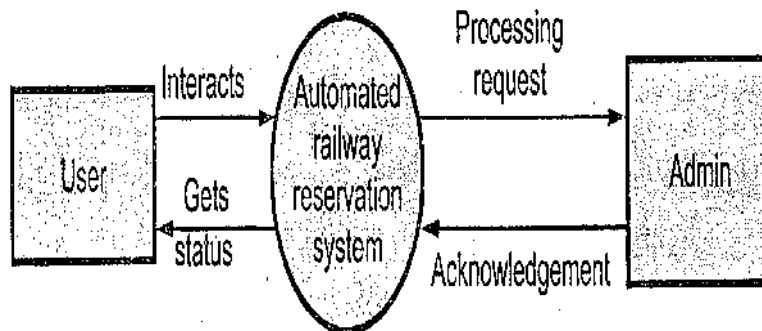 User
Interacts
Gets
status
Automated
railway
reservation
system
Processing
request
Acknowledgement
Admin